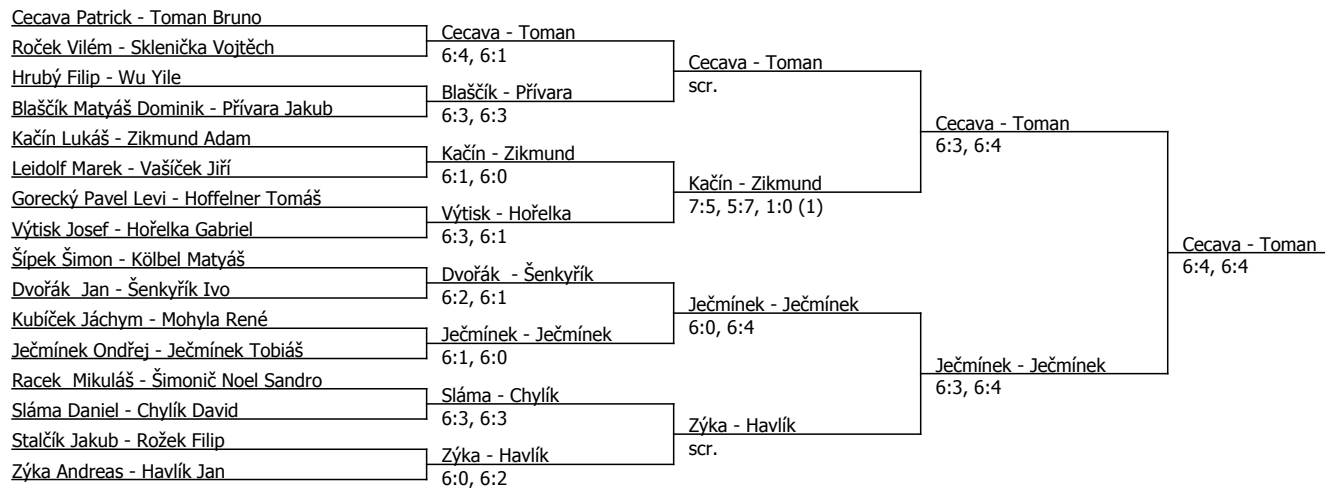 Cecava Patrick - Toman Bruno
Roček Vilém - Sklenička Vojtěch
Hrubý Filip - Wu Yile
Blaščík Matyáš Dominik - Přívara Jakub
Kačín Lukáš - Zikmund Adam
Leidolf Marek - Vašíček Jiří
Gorecký Pavel Levi - Hoffelner Tomáš
Výtisk Josef - Hořelka Gabriel
Šípek Šimon - Kölbel Matyáš
Dvořák  Jan - Šenkyřík Ivo
Kubíček Jáchym - Mohyla René
Ječmínek Ondřej - Ječmínek Tobiáš
Racek  Mikuláš - Šimonič Noel Sandro
Sláma Daniel - Chylík David
Stalčík Jakub - Rožek Filip
Zýka Andreas - Havlík Jan
Cecava - Toman
6:4, 6:1
Blaščík - Přívara
6:3, 6:3
Kačín - Zikmund
6:1, 6:0
Výtisk - Hořelka
6:3, 6:1
Dvořák  - Šenkyřík
6:2, 6:1
Ječmínek - Ječmínek
6:1, 6:0
Sláma - Chylík
6:3, 6:3
Zýka - Havlík
6:0, 6:2
Cecava - Toman
scr.
Kačín - Zikmund
7:5, 5:7, 1:0 (1)
Ječmínek - Ječmínek
6:0, 6:4
Zýka - Havlík
scr.
Cecava - Toman
6:3, 6:4
Ječmínek - Ječmínek
6:3, 6:4
Cecava - Toman
6:4, 6:4